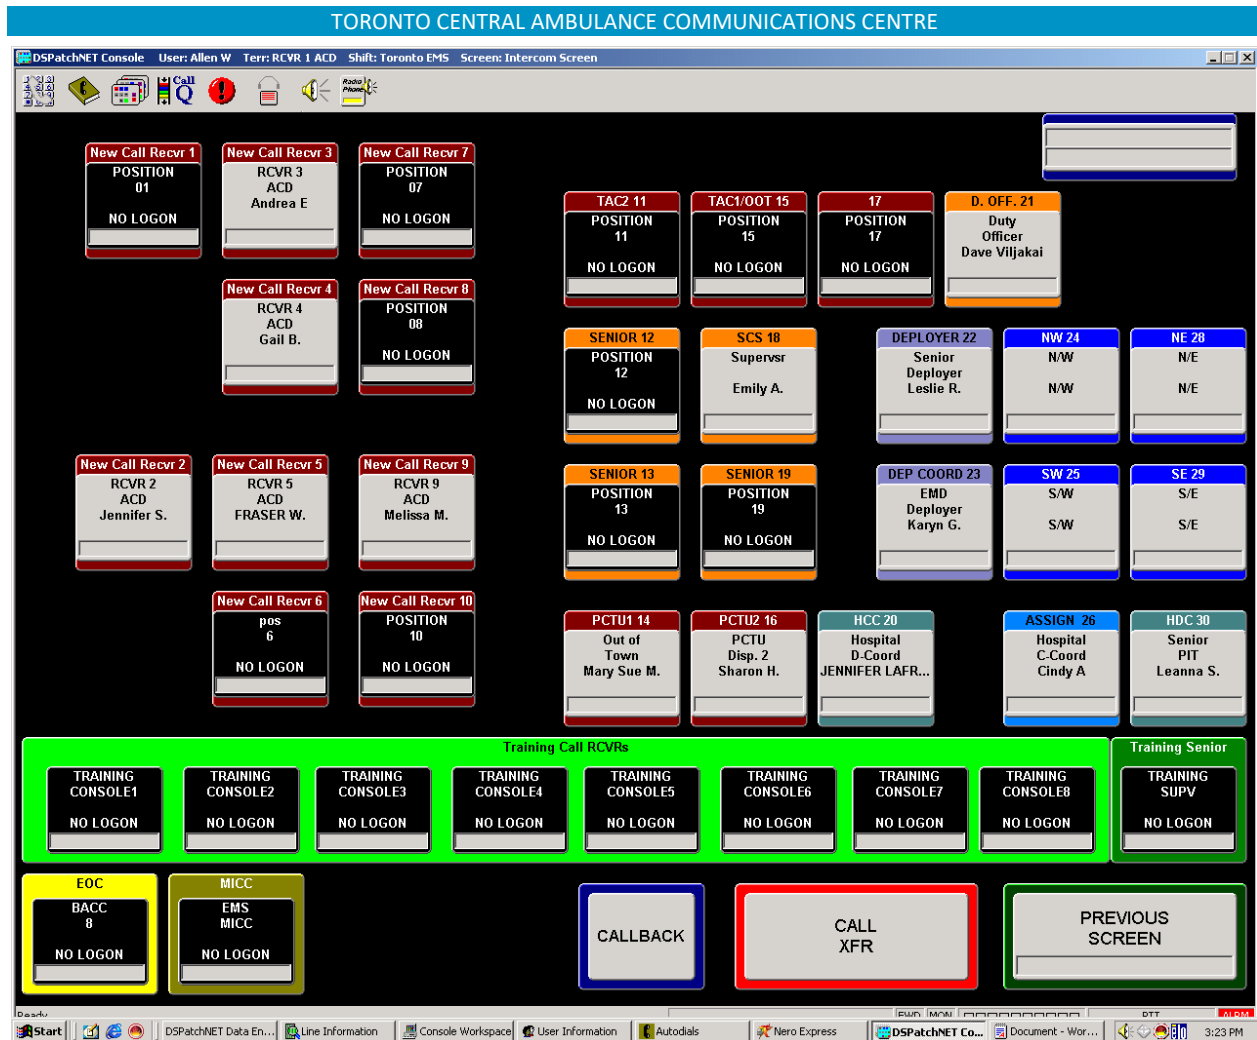 TORONTO CENTRAL AMBULANCE COMMUNICATIONS CENTRE
DSPatchNET Console User: Allen W Terr: RCVR 1 ACD Shift: Toronto EMS Screen: Intercom Screen
Call
Q
Radio
Phone
New Call Recvr 1
POSITION
01
NO LOGON
New Call Recvr 3
RCVR 3
ACD
Andrea E
New Call Recvr 7
POSITION
07
NO LOGON
TAC2 11
POSITION
11
NO LOGON
TAC1/OOT 15
POSITION
15
NO LOGON
17
POSITION
17
NO LOGON
D. OFF. 21
Duty
Officer
Dave Viljakai
New Call Recvr 4
RCVR 4
ACD
Gail B.
New Call Recvr 8
POSITION
08
NO LOGON
SENIOR 12
POSITION
12
NO LOGON
SCS 18
Supervsr
Emily A.
DEPLOYER 22
Senior
Deployer
Leslie R.
NW 24
N/W
N/W
NE 28
N/E
N/E
New Call Recvr 2
RCVR 2
ACD
Jennifer S.
New Call Recvr 5
RCVR 5
ACD
FRASER W.
New Call Recvr 9
RCVR 9
ACD
Melissa M.
SENIOR 13
POSITION
13
NO LOGON
SENIOR 19
POSITION
19
NO LOGON
DEP COORD 23
EMD
Deployer
Karyn G.
SW 25
S/W
S/W
SE 29
S/E
S/E
New Call Recvr 6
pos
6
NO LOGON
New Call Recvr 10
POSITION
10
NO LOGON
PCTU1 14
Out of
Town
Mary Sue M.
PCTU2 16
PCTU
Disp. 2
Sharon H.
HCC 20
Hospital
D-Coord
JENNIFER LAFR...
ASSIGN 26
Hospital
C-Coord
Cindy A
HDC 30
Senior
PIT
Leanna S.
Training Call RCVRs
TRAINING
CONSOLE1
NO LOGON
TRAINING
CONSOLE2
NO LOGON
TRAINING
CONSOLE3
NO LOGON
TRAINING
CONSOLE4
NO LOGON
TRAINING
CONSOLE5
NO LOGON
TRAINING
CONSOLE6
NO LOGON
TRAINING
CONSOLE7
NO LOGON
TRAINING
CONSOLE8
NO LOGON
Training Senior
TRAINING
SUPV
NO LOGON
EOC
BACC
8
NO LOGON
MICC
EMS
MICC
NO LOGON
CALLBACK
CALL
XFR
PREVIOUS
SCREEN
Ready
FWD MON PTT ALRM
Start DSPatchNET Data En... Line Information Console Workspace User Information Autodials Nero Express DSPatchNET Co... Document - Wor... 3:23 PM